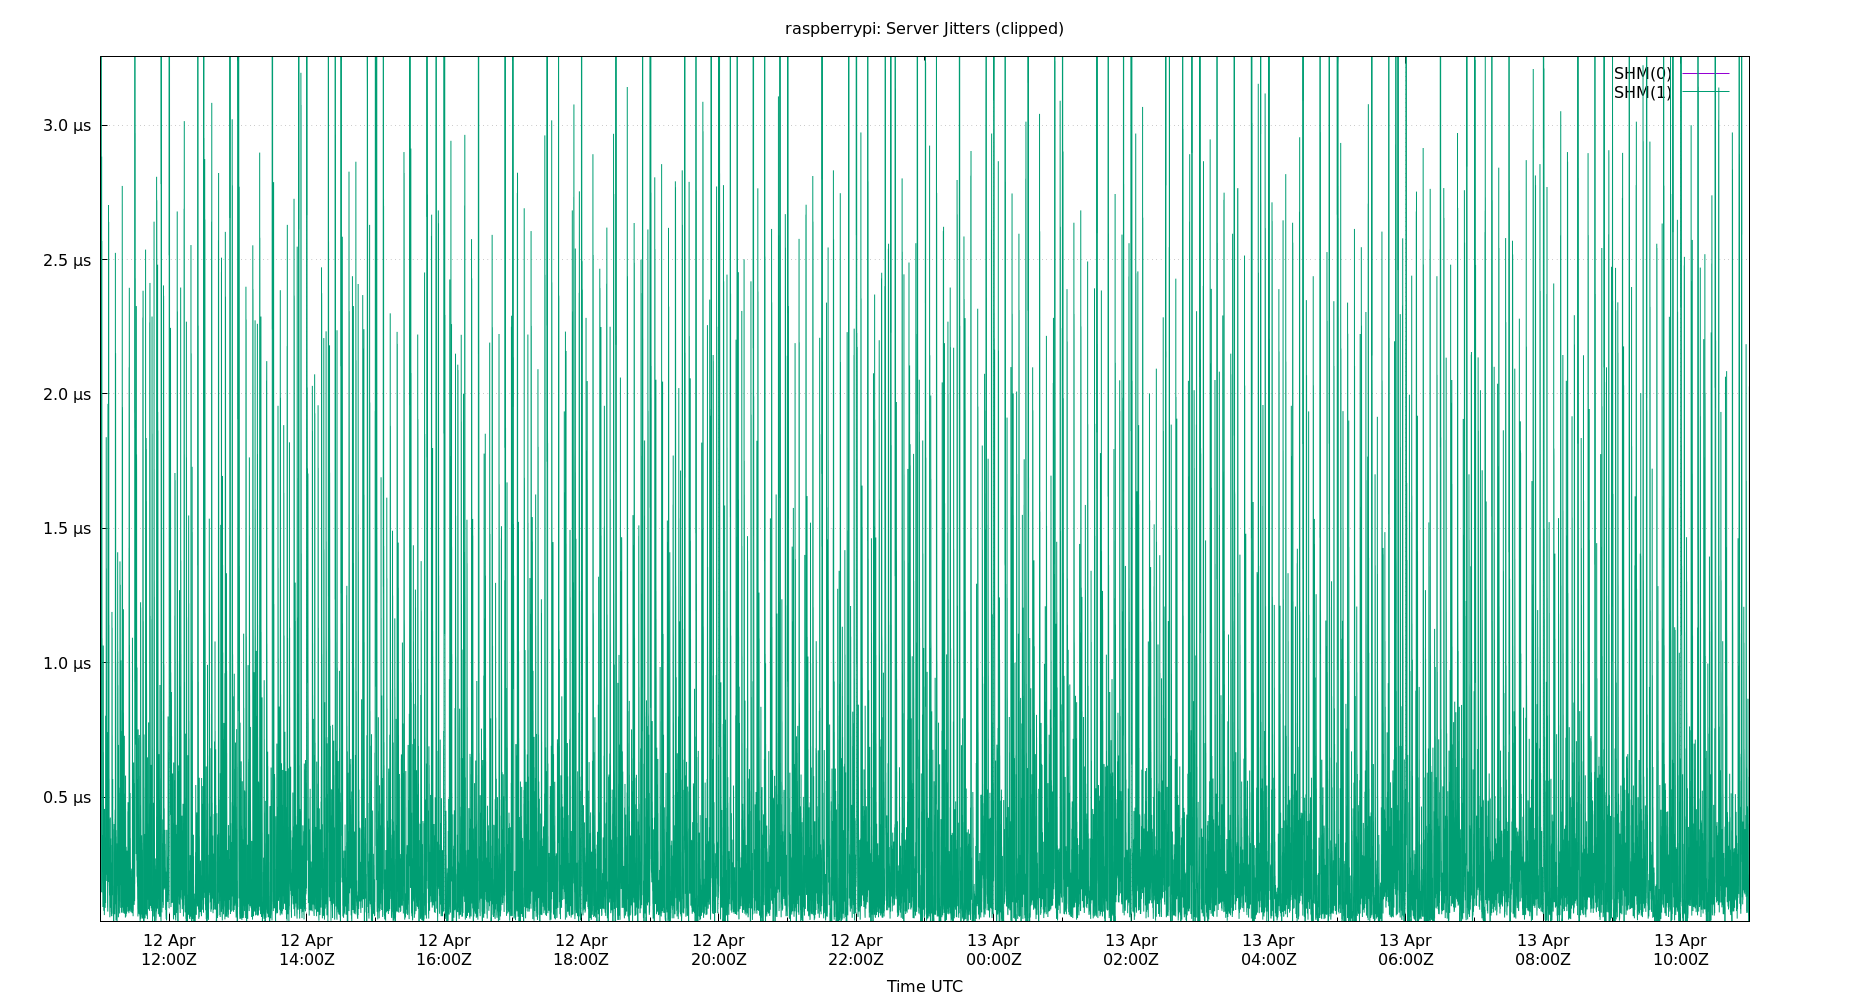 raspberrypi: Server Jitters (clipped)
SHM(0)
SHM(1)
3.0 µs
2.5 µs
2.0 µs
1.5 µs
1.0 µs
0.5 µs
12 Apr 12 Apr 12 Apr 12 Apr 12 Apr 12 Apr 13 Apr 13 Apr 13 Apr 13 Apr 13 Apr 13 Apr
12:00Z 14:00Z 16:00Z 18:00Z 20:00Z 22:00Z 00:00Z 02:00Z 04:00Z 06:00Z 08:00Z 10:00Z
Time UTC